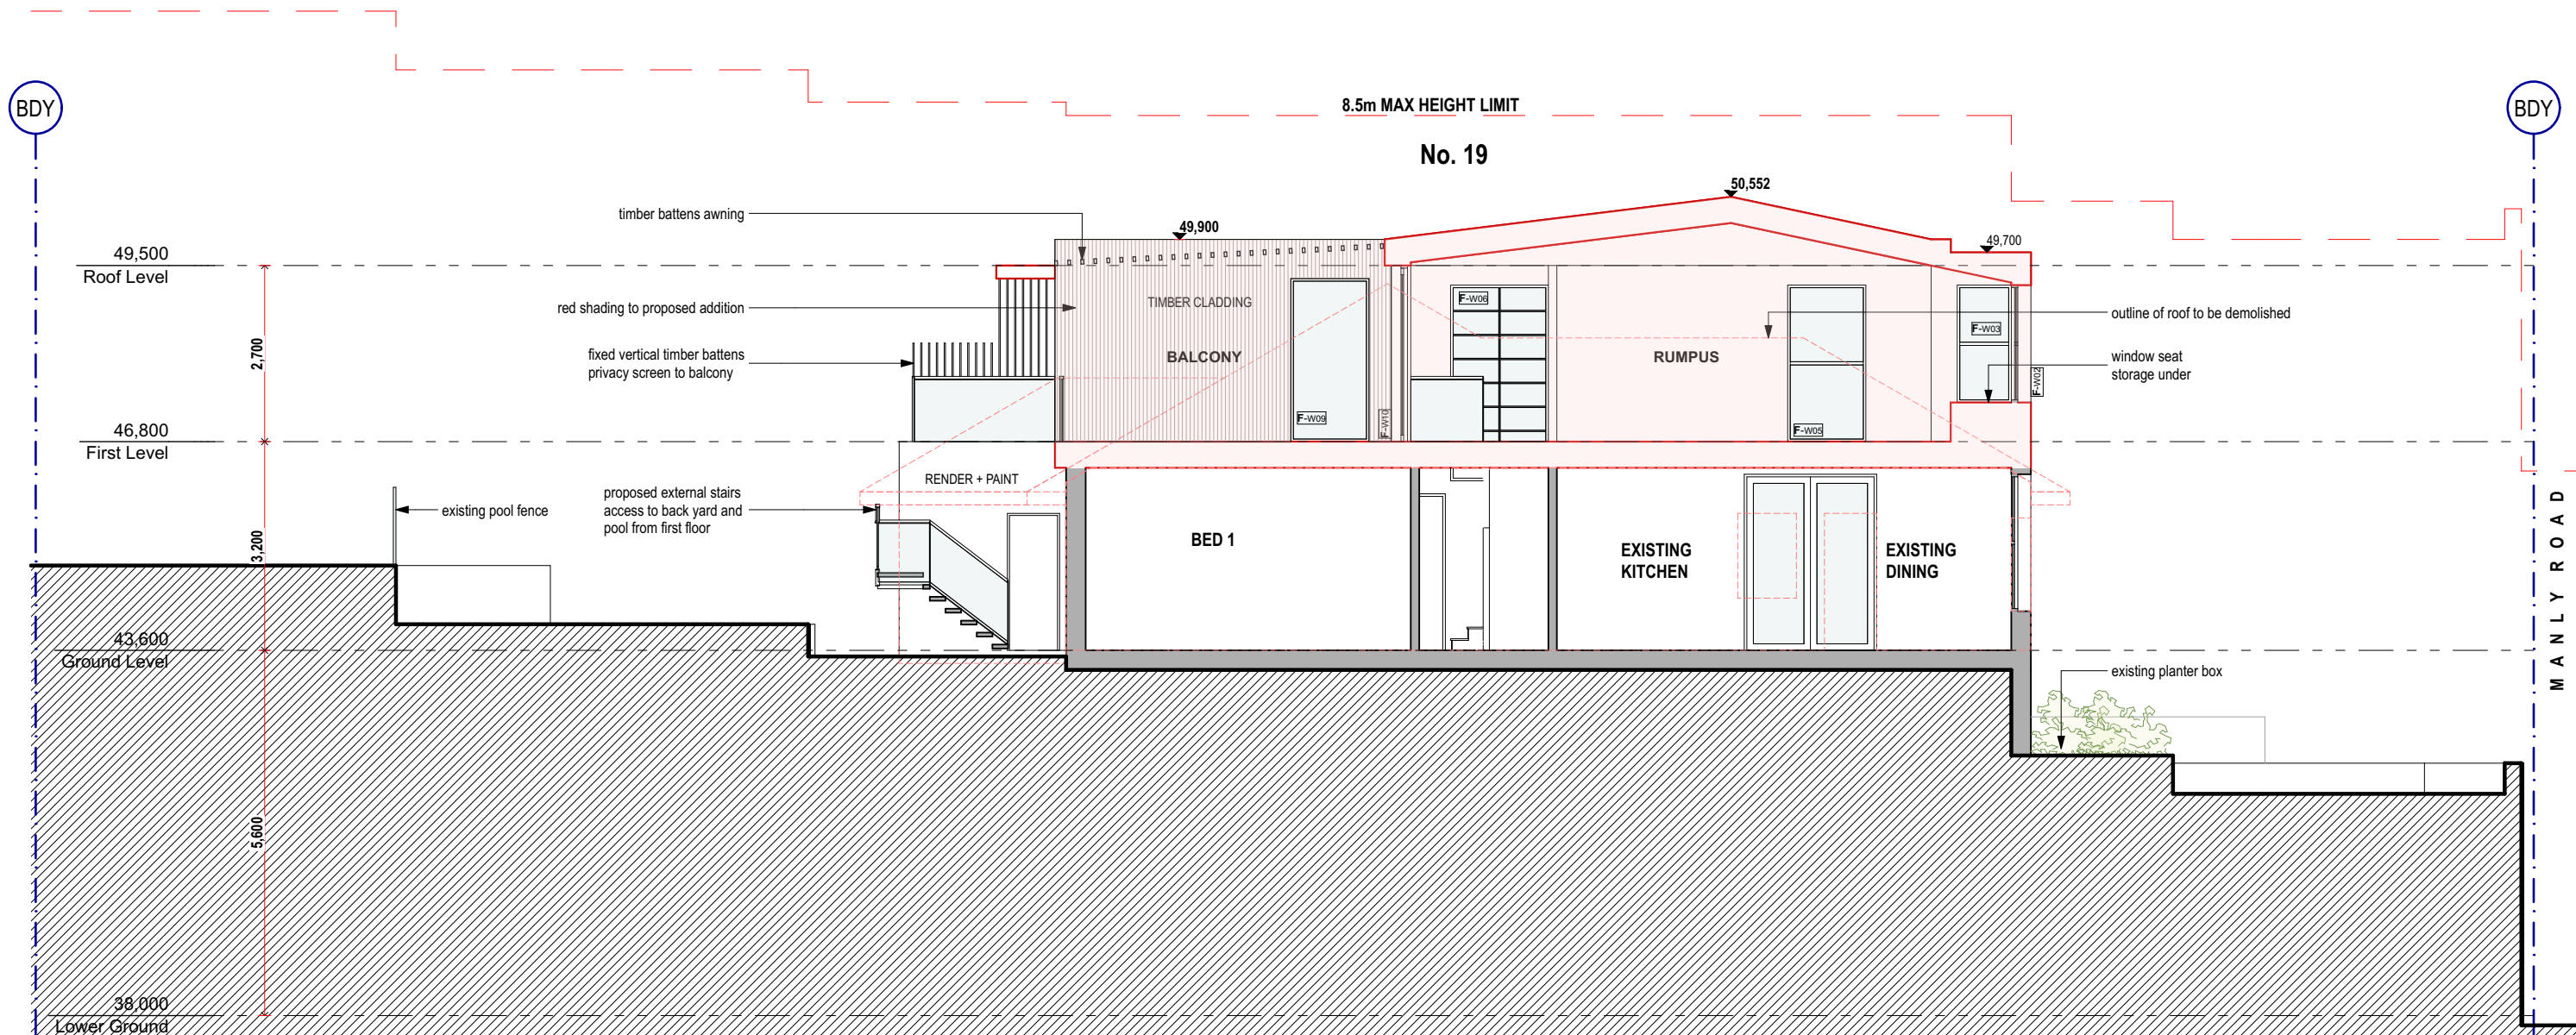 BDY
BDY
8.5m MAX HEIGHT LIMIT
No. 19
50,552
timber battens awning
49,900
49,700
49,500
Roof Level
red shading to proposed addition
TIMBER CLADDING
F-W06
outline of roof to be demolished
F-W03
2,700
fixed vertical timber battens
privacy screen to balcony
BALCONY
RUMPUS
window seat
storage under
F-W02
F-W09
F-W10
F-W05
46,800
First Level
RENDER + PAINT
existing pool fence
proposed external stairs
access to back yard and
pool from first floor
BED 1
EXISTING
KITCHEN
EXISTING
DINING
3,200
MANLY ROAD
43,600
Ground Level
existing planter box
5,600
38,000
Lower Ground